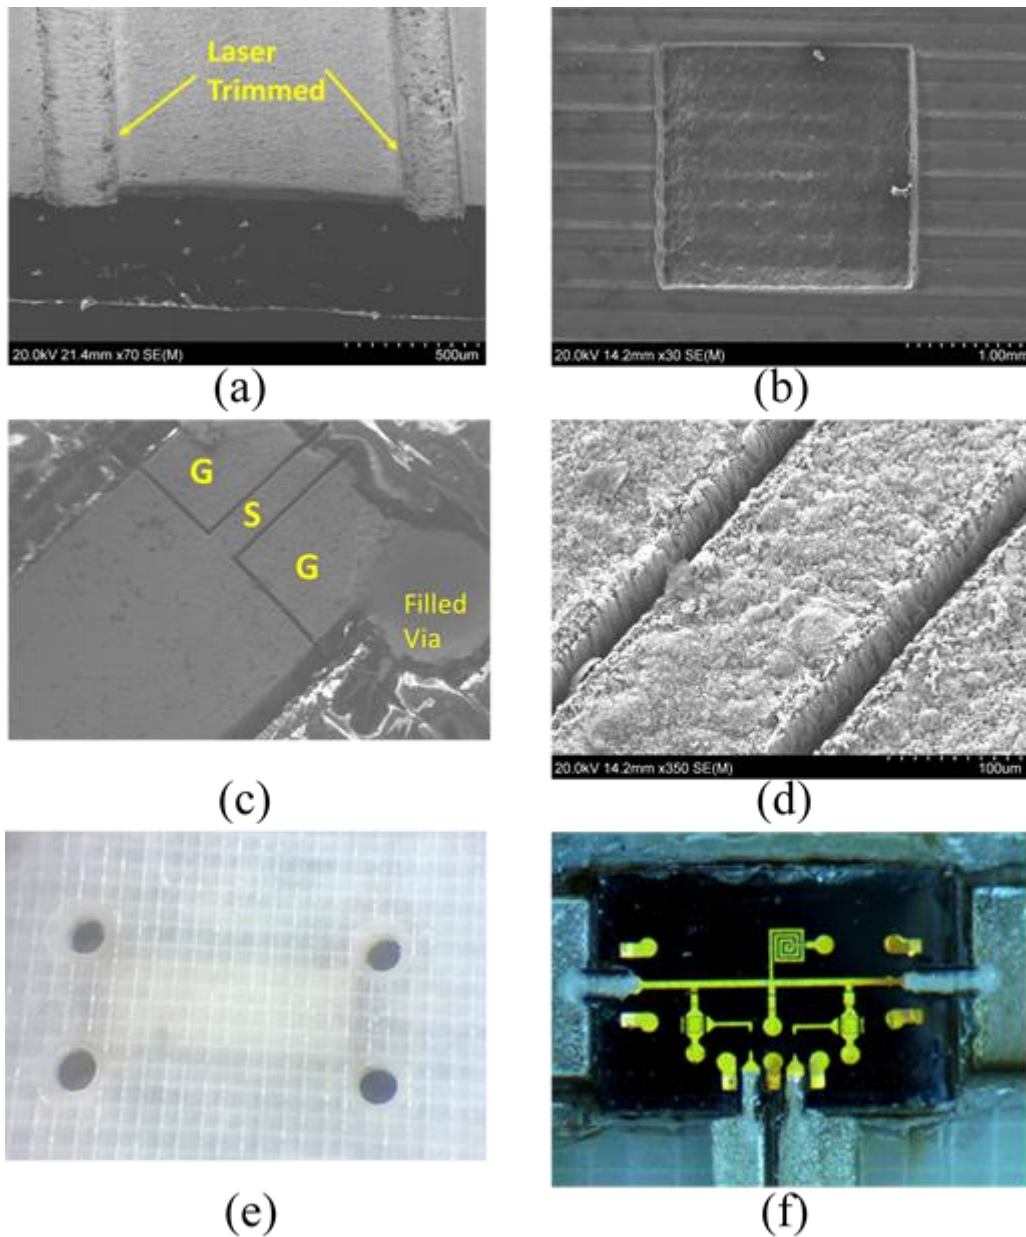 Laser
Trimmed
20.0kV 21.4mm x70 SE(M)
500um
20.0kV 14.2mm x30 SE(M)
1.00mm
(a)
(b)
G
S
G
Filled
Via
20.0kV 14.2mm x350 SE(M)
100um
(c)
(d)
(e)
(f)